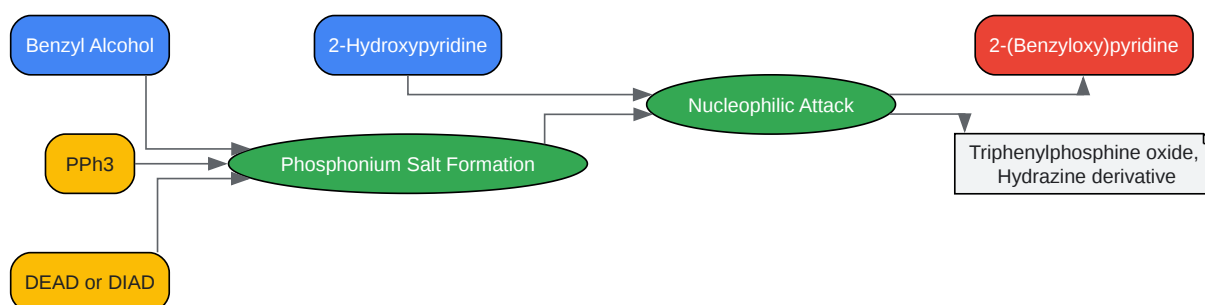 Benzyl Alcohol
2-Hydroxypyridine
2-(Benzyloxy)pyridine
Nucleophilic Attack
PPh3
Phosphonium Salt Formation
Triphenylphosphine oxide,
Hydrazine derivative
DEAD or DIAD